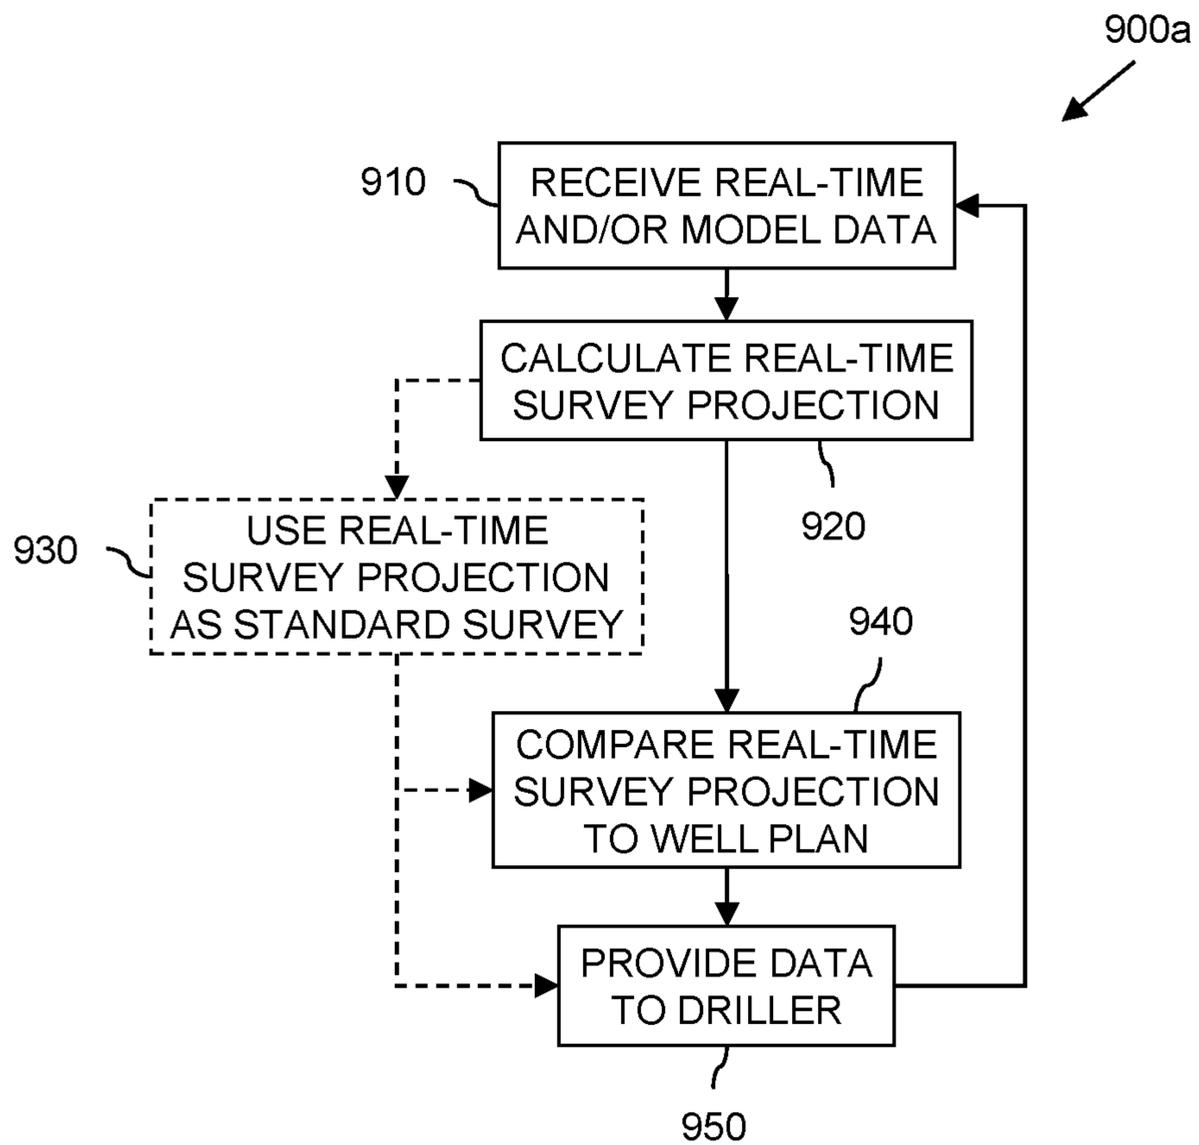 900a
910
RECEIVE REAL-TIME
AND/OR MODEL DATA
CALCULATE REAL-TIME
SURVEY PROJECTION
920
930
USE REAL-TIME
SURVEY PROJECTION
AS STANDARD SURVEY
940
COMPARE REAL-TIME
SURVEY PROJECTION
TO WELL PLAN
PROVIDE DATA
TO DRILLER
950